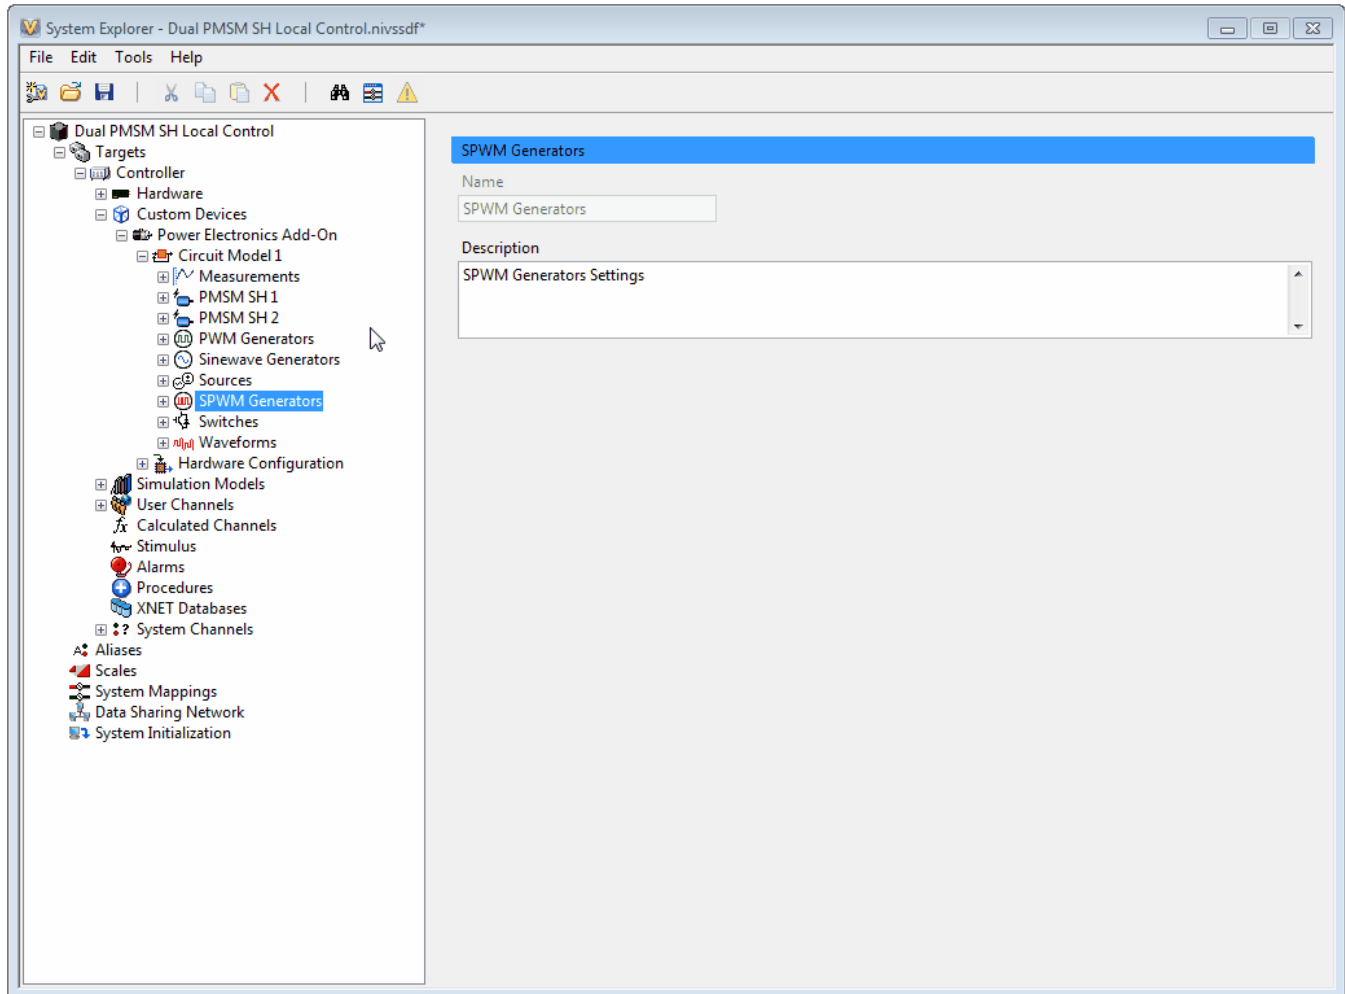 System Explorer - Dual PMSM SH Local Control.nivssdf*
File Edit Tools Help
Dual PMSM SH Local Control
Targets
Controller
Hardware
Custom Devices
Power Electronics Add-On
Circuit Model 1
Measurements
PMSM SH 1
PMSM SH 2
PWM Generators
Sinewave Generators
Sources
SPWM Generators
Switches
Waveforms
Hardware Configuration
Simulation Models
User Channels
fx Calculated Channels
Stimulus
Alarms
Procedures
XNET Databases
System Channels
Aliases
Scales
System Mappings
Data Sharing Network
System Initialization
SPWM Generators
Name
SPWM Generators
Description
SPWM Generators Settings